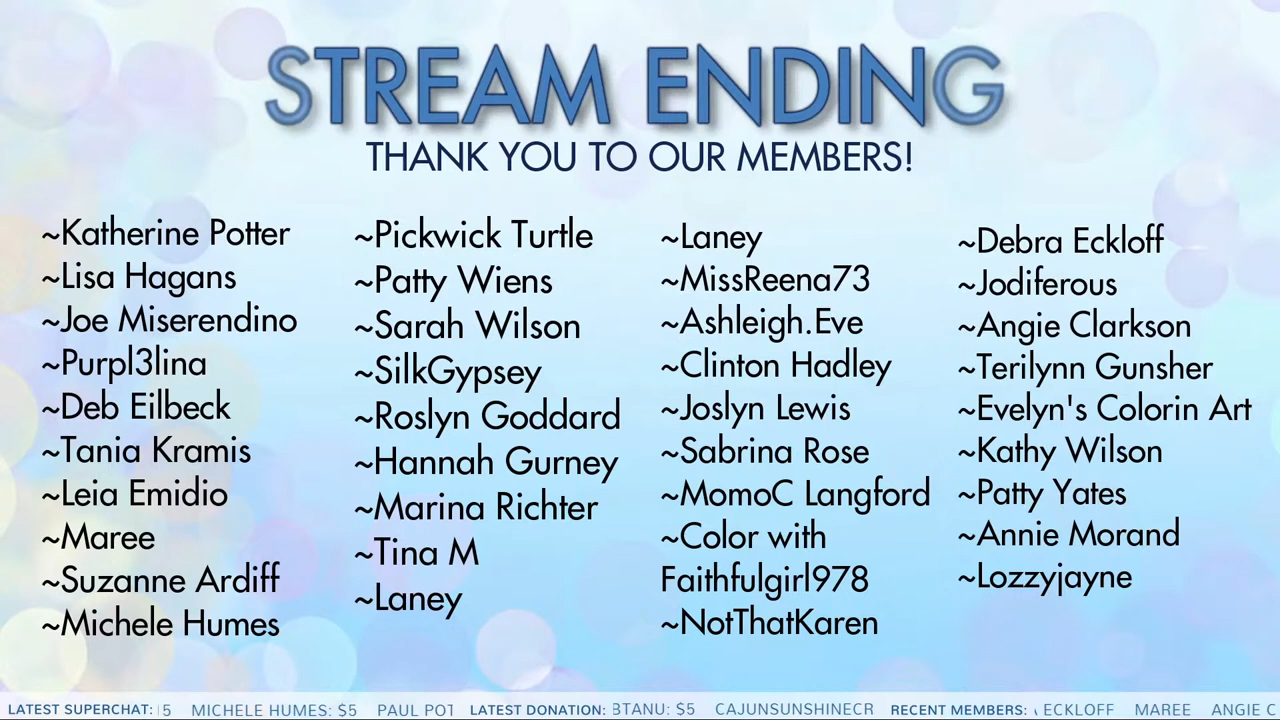 STREAM ENDING
THANK YOU TO OUR MEMBERS!
~Katherine Potter
~Lisa Hagans
~Joe Miserendino
~Purpl3lina
~Deb Eilbeck
~Tania Kramis
~Leia Emidio
~Maree
~Suzanne Ardiff
~Michele Humes
~Pickwick Turtle
~Patty Wiens
~Sarah Wilson
~SilkGypsey
~Roslyn Goddard
~Hannah Gurney
~Marina Richter
~Tina M
~Laney
~Laney
~MissReena73
~Ashleigh.Eve
~Clinton Hadley
~Joslyn Lewis
~Sabrina Rose
~MomoC Langford
~Color with
Faithfulgirl978
~NotThatKaren
~Debra Eckloff
~Jodiferous
~Angie Clarkson
~Terilynn Gunsher
~Evelyn's Colorin Art
~Kathy Wilson
~Patty Yates
~Annie Morand
~Lozzyjayne
LATEST SUPERCHAT: 5 MICHELE HUMES: $5 PAUL POT LATEST DONATION: BTANU: $5 CAJUNSUNSHINECR RECENT MEMBERS: ECKLOFF MAREE ANGIE C